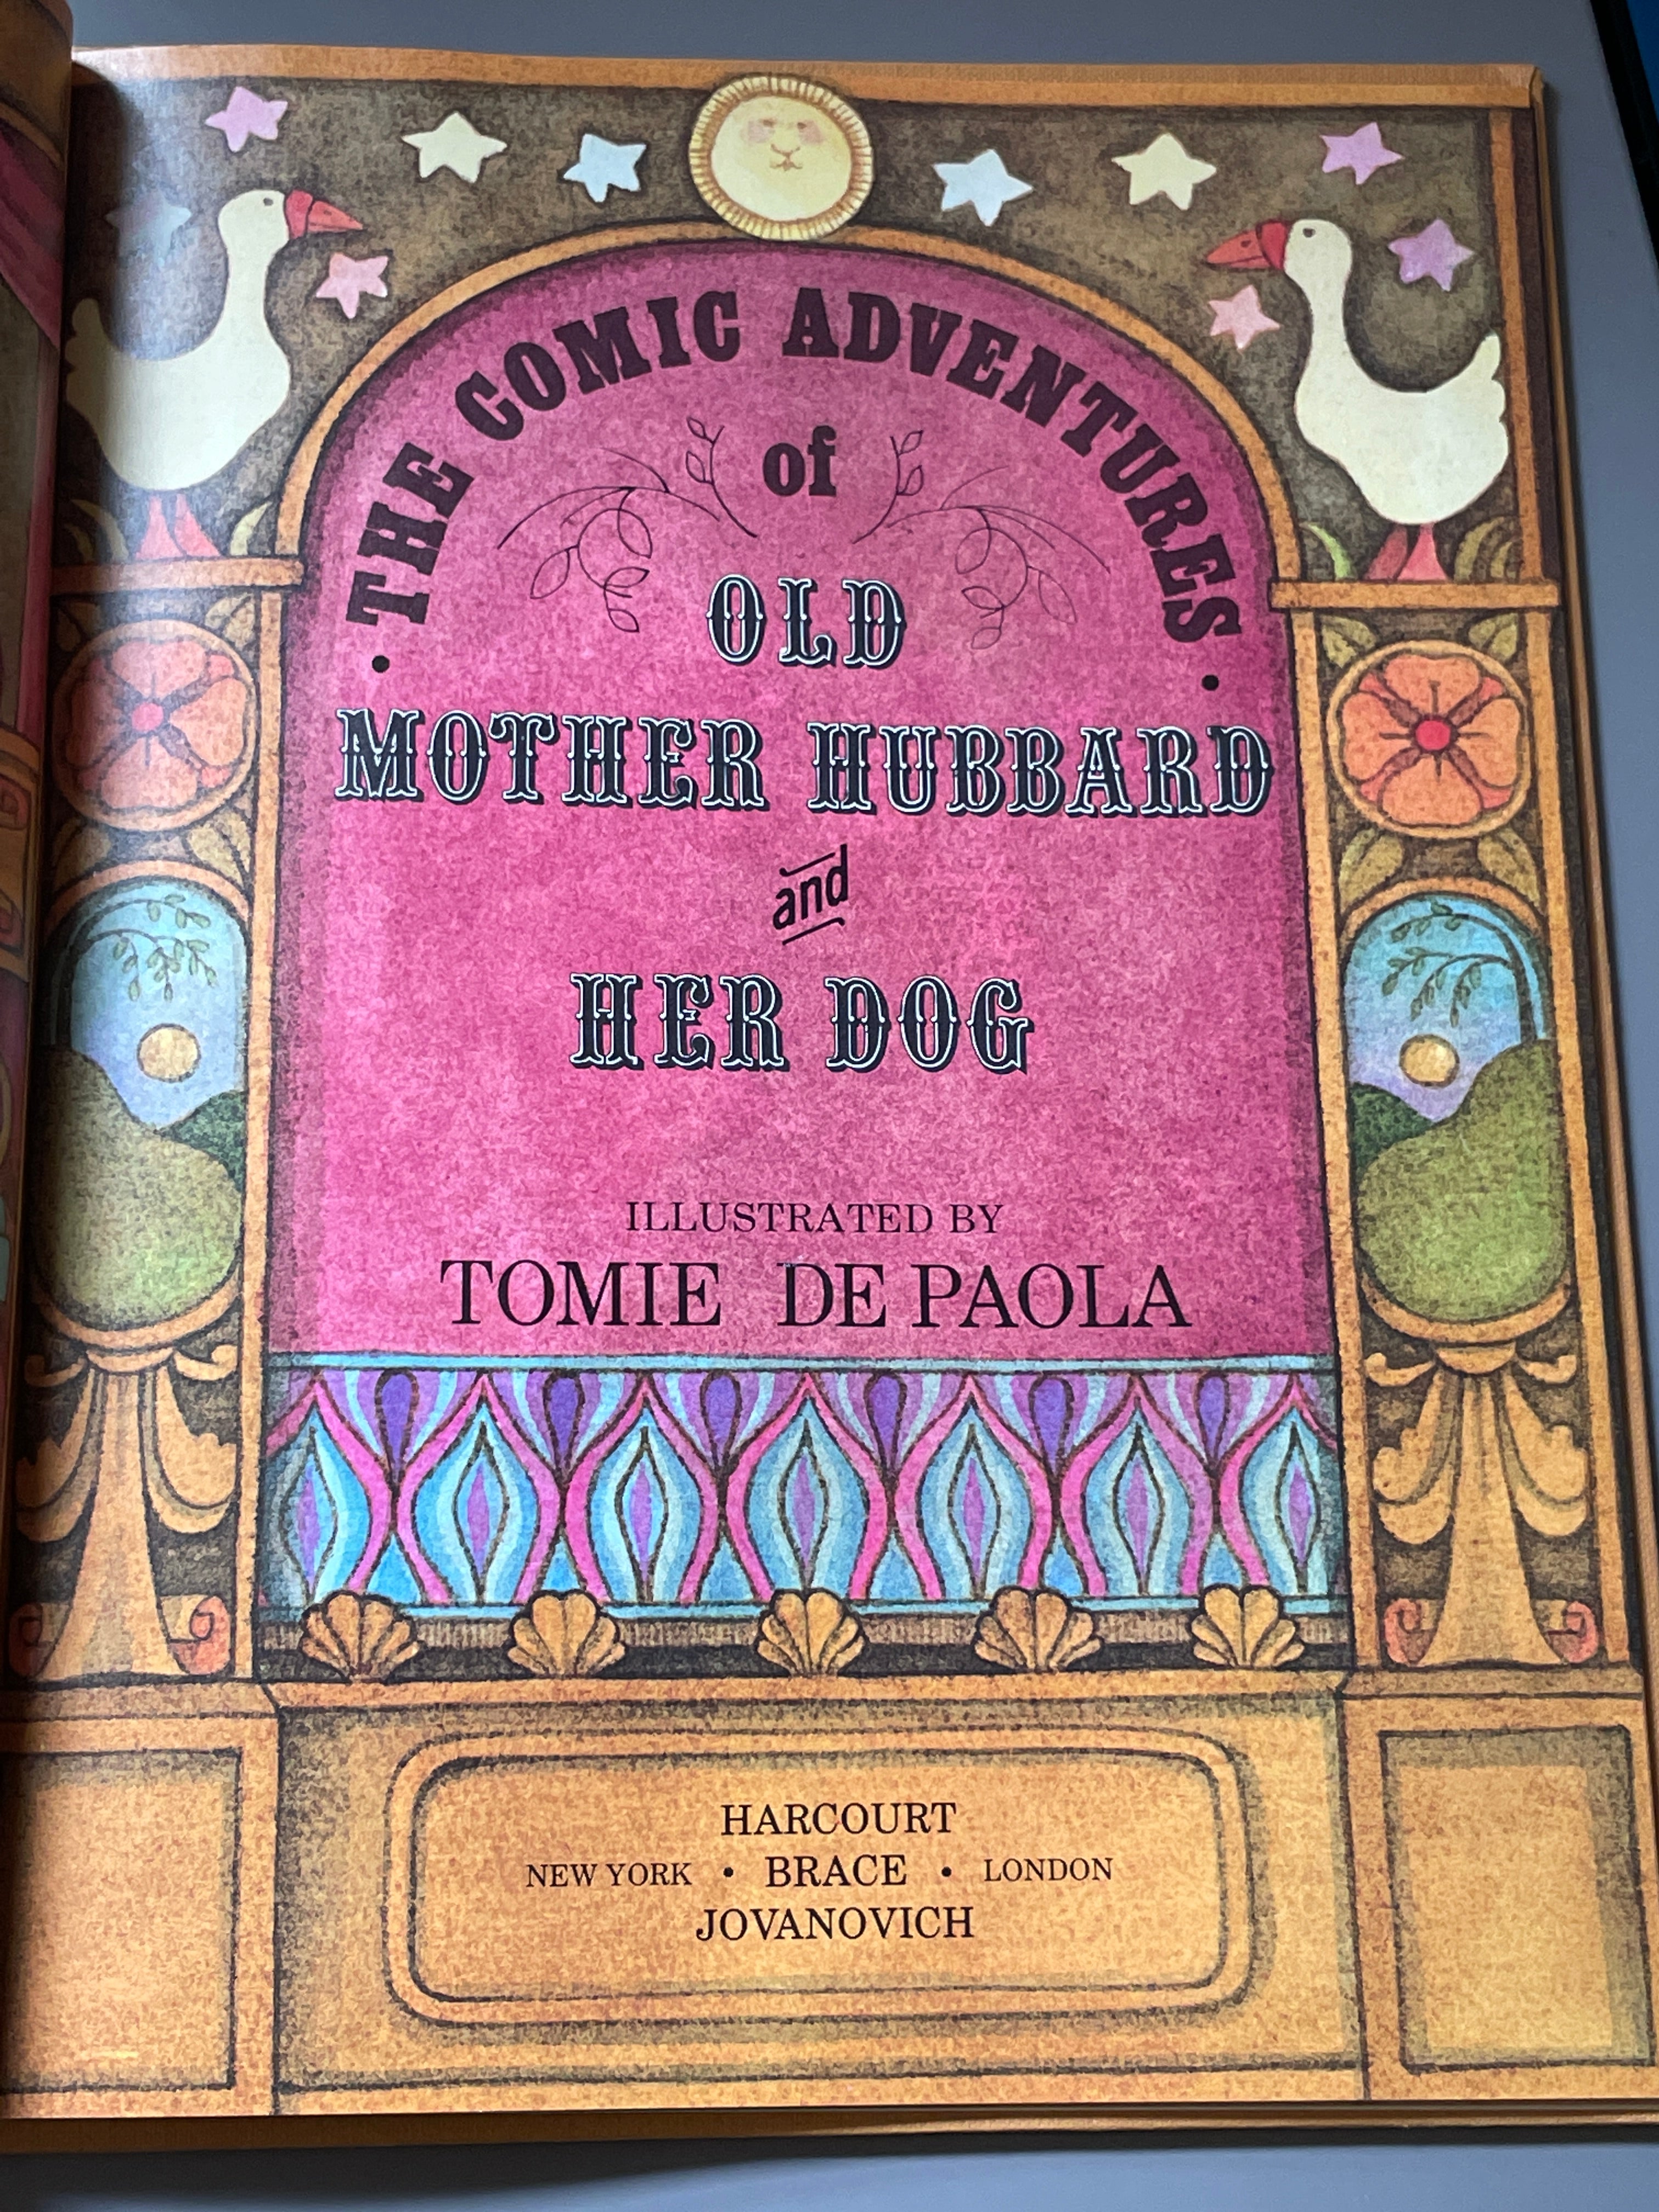 THE COMIC ADVENTURES
of
OLD
MOTHER HUBBARD
and
HER DOG
ILLUSTRATED BY
TOMIE DE PAOLA
HARCOURT
NEW YORK • BRACE • LONDON
JOVANOVICH